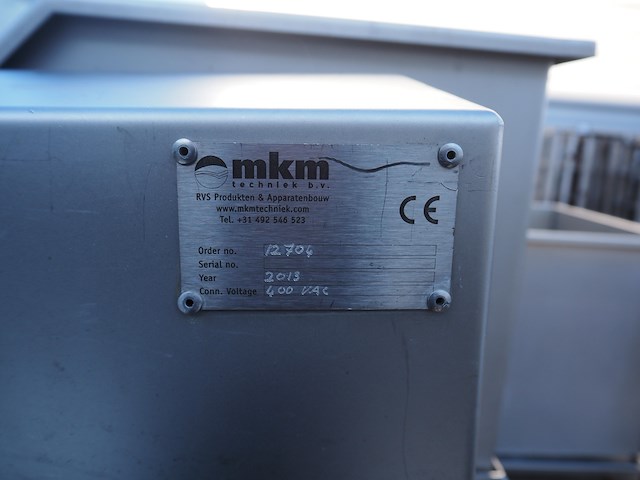 mkm
techniek b.v.
RVS Produkten & Apparatenbouw
www.mkmtechniek.com
Tel. +31 492 546 523
CE
Order no. 12704
Serial no.
Year 2013
Conn. Voltage 400 VAC